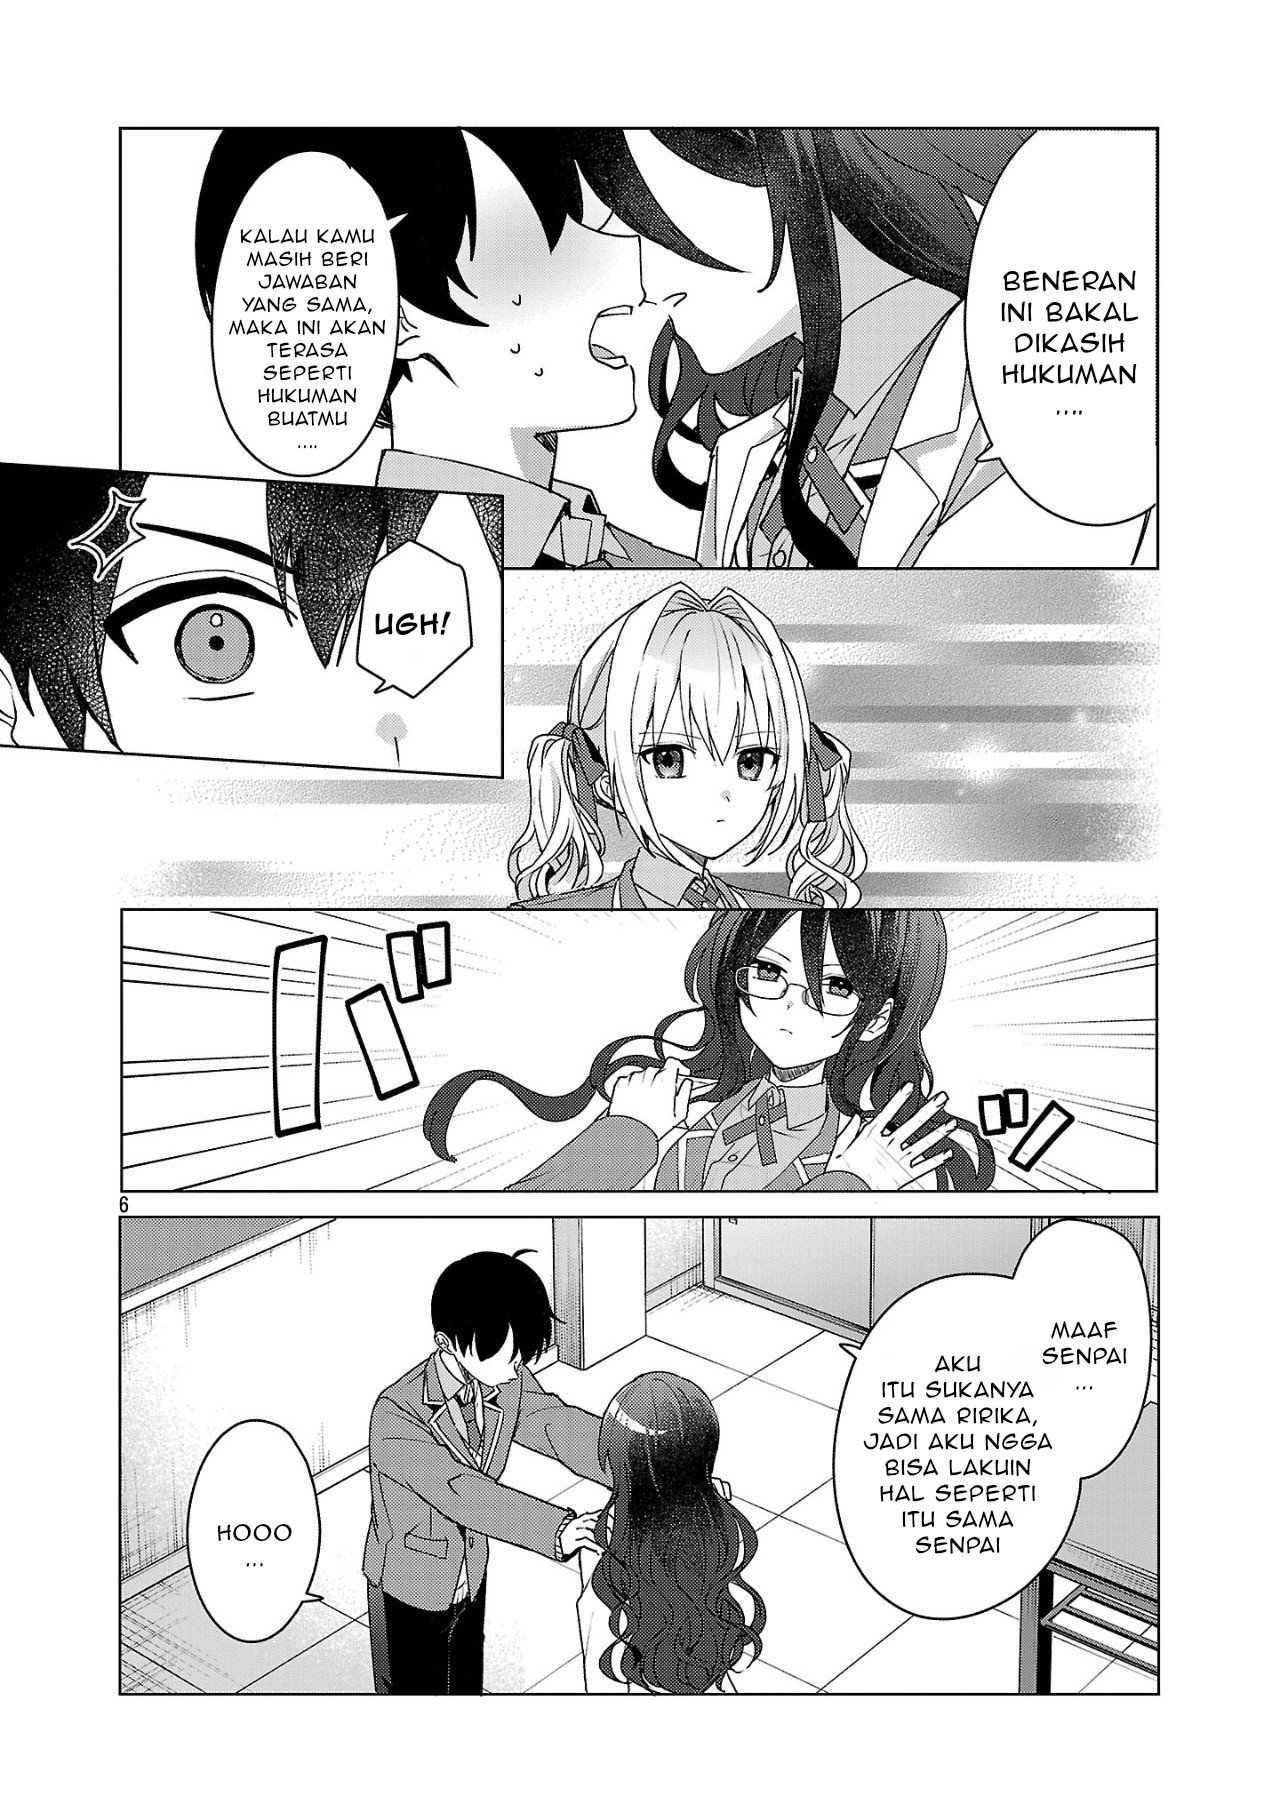 BENERAN
INI BAKAL
DIKASIH
HUKUMAN
....
KALAU KAMU
MASIH BERI
JAWABAN
YANG SAMA,
MAKA INI AKAN
TERASA
SEPERTI
HUKUMAN
BUATMU
....
UGH!
6
MAAF
SENPAI
...
AKU
ITU SUKANYA
SAMA RIRIKA,
JADI AKU NGGA
BISA LAKUIN
HAL SEPERTI
ITU SAMA
SENPAI
HOOO
...